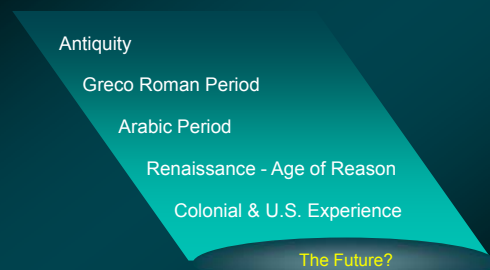 Antiquity
Greco Roman Period
Arabic Period
Renaissance - Age of Reason
Colonial & U.S. Experience
The Future?